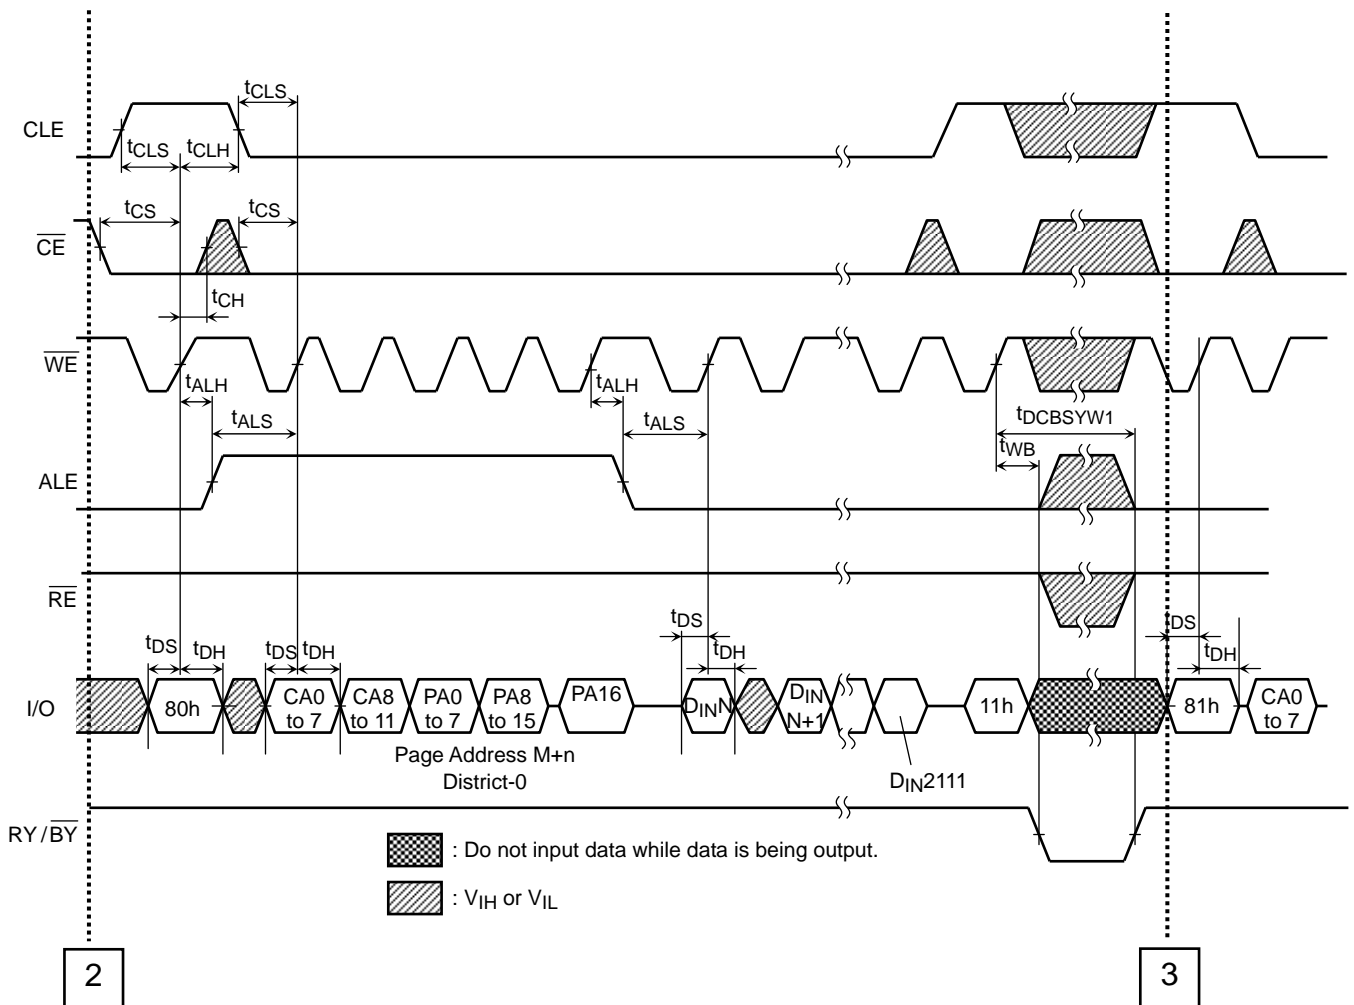 tCLS
CLE
tCLS
tCLH
tCS
tCS
CE
tCH
WE
tALH
tALH
tALS
tALS
tDCBSYW1
tWB
ALE
RE
tDS
tDH
tDS
tDH
tDS
tDH
DS
tDH
I/O
80h
CA0
to 7
CA8
to 11
PA0
to 7
PA8
to 15
PA16
DINN
DIN
N+1
11h
81h
CA0
to 7
Page Address M+n
District-0
DIN2111
RY/BY
: Do not input data while data is being output.
: VIH or VIL
2
3